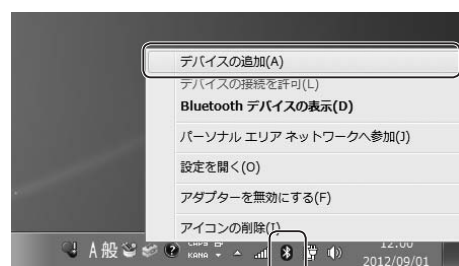 デバイスの追加(A)
デバイスの接続を許可(L)
Bluetooth デバイスの表示(D)
パーソナル エリア ネットワークへ参加(J)
設定を開く(O)
アダプターを無効にする(F)
アイコンの削除(I)
A 般
CAPS
KANA
12:00
2012/09/01